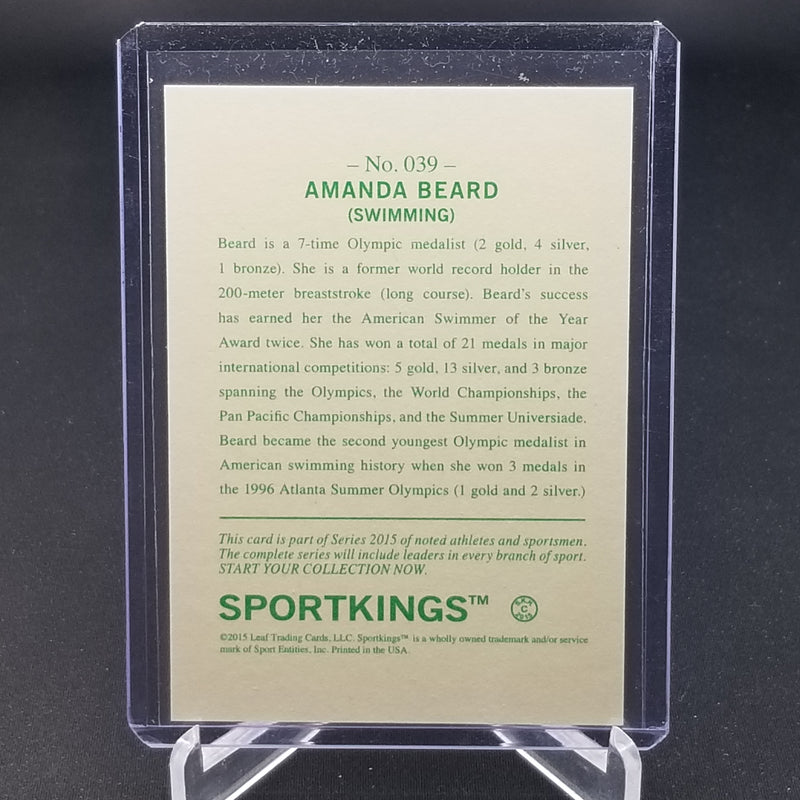 – No. 039 –
AMANDA BEARD
(SWIMMING)
Beard is a 7-time Olympic medalist (2 gold, 4 silver,
1 bronze). She is a former world record holder in the
200-meter breaststroke (long course). Beard's success
has earned her the American Swimmer of the Year
Award twice. She has won a total of 21 medals in major
international competitions: 5 gold, 13 silver, and 3 bronze
spanning the Olympics, the World Championships, the
Pan Pacific Championships, and the Summer Universiade.
Beard became the second youngest Olympic medalist in
American swimming history when she won 3 medals in
the 1996 Atlanta Summer Olympics (1 gold and 2 silver.)
This card is part of Series 2015 of noted athletes and sportsmen.
The complete series will include leaders in every branch of sport.
START YOUR COLLECTION NOW.
SPORTKINGS™ C
©2015 Leaf Trading Cards, LLC. Sportkings™ is a wholly owned trademark and/or service
mark of Sport Entities, Inc. Printed in the USA.